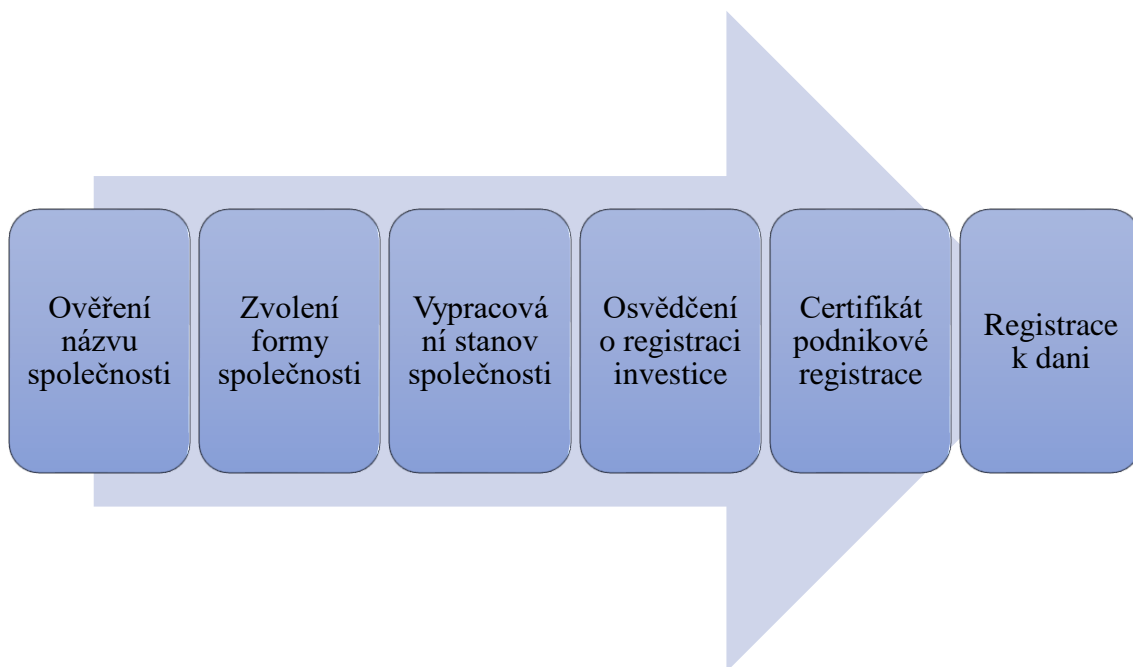 Ověření
názvu
společnosti
Zvolení
formy
společnosti
Vypracová
ní stanov
společnosti
Osvědčení
o registraci
investice
Certifikát
podnikové
registrace
Registrace
k dani